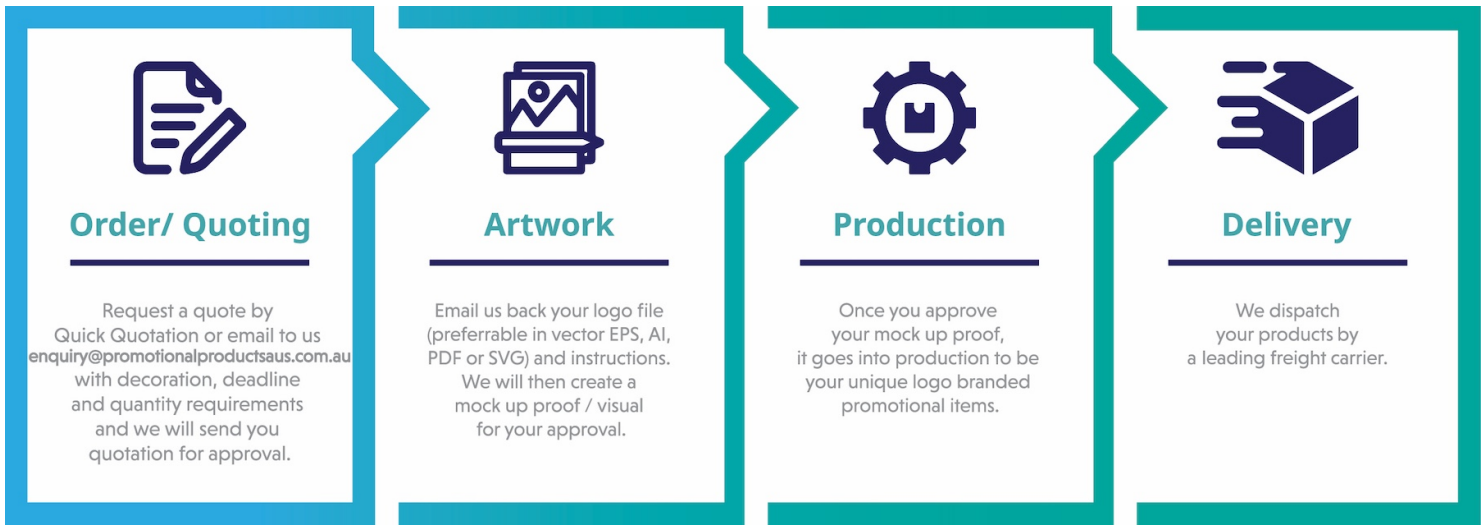 Order/ Quoting
Request a quote by
Quick Quotation or email to us
enquiry@promotionalproductsaus.com.au
with decoration, deadline
and quantity requirements
and we will send you
quotation for approval.
Artwork
Email us back your logo file
(preferrable in vector EPS, AI,
PDF or SVG) and instructions.
We will then create a
mock up proof / visual
for your approval.
Production
Once you approve
your mock up proof,
it goes into production to be
your unique logo branded
promotional items.
Delivery
We dispatch
your products by
a leading freight carrier.